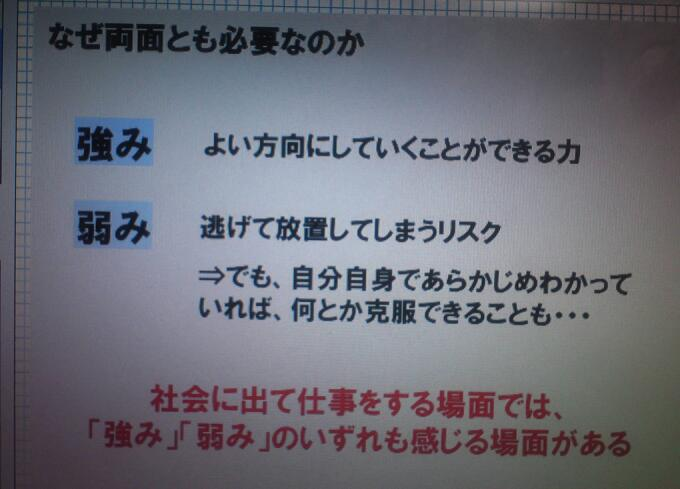 なぜ両面とも必要なのか
強み よい方向にしていくことができる力
弱み 逃げて放置してしまうリスク
⇒でも、自分自身であらかじめわかって
いれば、何とか克服できることも・・・
社会に出て仕事をする場面では、
「強み」「弱み」のいずれも感じる場面がある